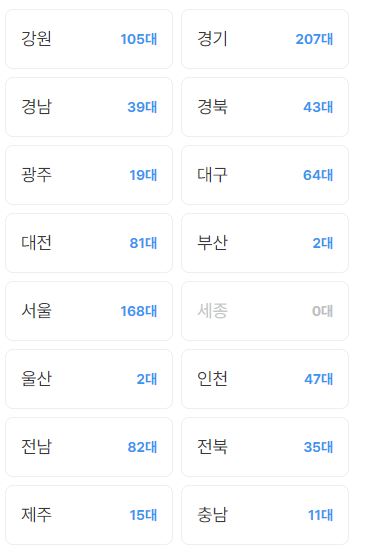 강원 105대 경기 207대
경남 39대 경북 43대
광주 19대 대구 64대
대전 81대 부산 2대
서울 168대 세종 0대
울산 2대 인천 47대
전남 82대 전북 35대
제주 15대 충남 11대